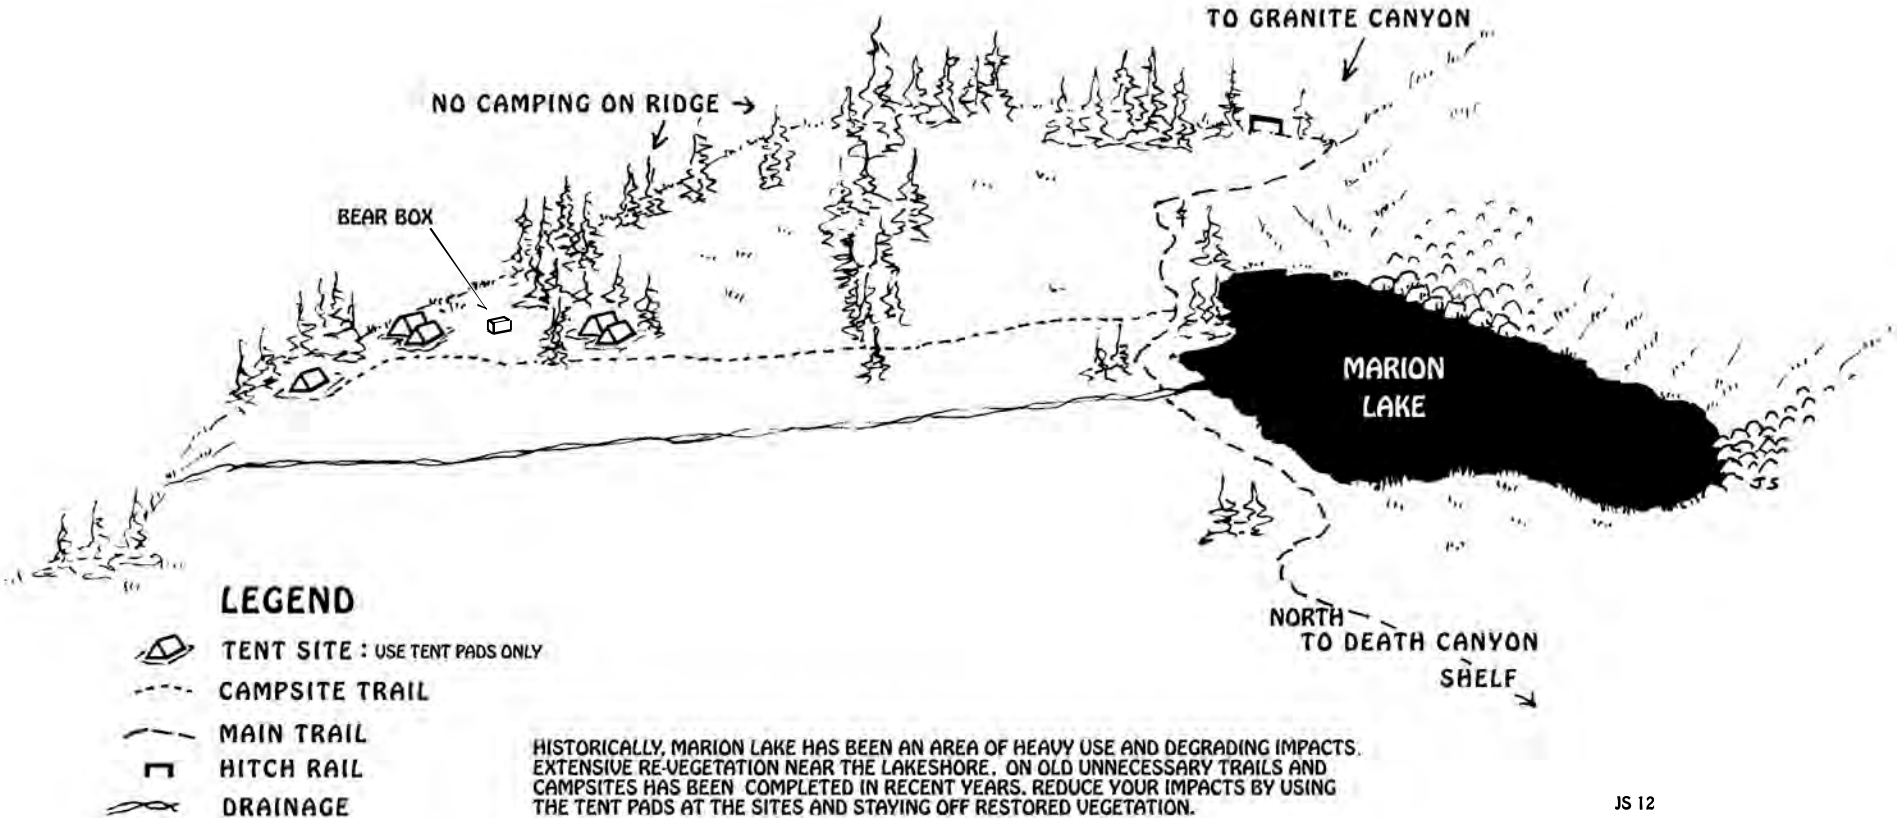 TO GRANITE CANYON
NO CAMPING ON RIDGE
BEAR BOX
MARION
LAKE
JS
NORTH
TO DEATH CANYON
SHELF
LEGEND
TENT SITE : USE TENT PADS ONLY
CAMPSITE TRAIL
MAIN TRAIL
HITCH RAIL
DRAINAGE
HISTORICALLY, MARION LAKE HAS BEEN AN AREA OF HEAVY USE AND DEGRADING IMPACTS.
EXTENSIVE RE-VEGETATION NEAR THE LAKESHORE, ON OLD UNNECESSARY TRAILS AND
CAMPSITES HAS BEEN COMPLETED IN RECENT YEARS. REDUCE YOUR IMPACTS BY USING
THE TENT PADS AT THE SITES AND STAYING OFF RESTORED VEGETATION.
JS 12